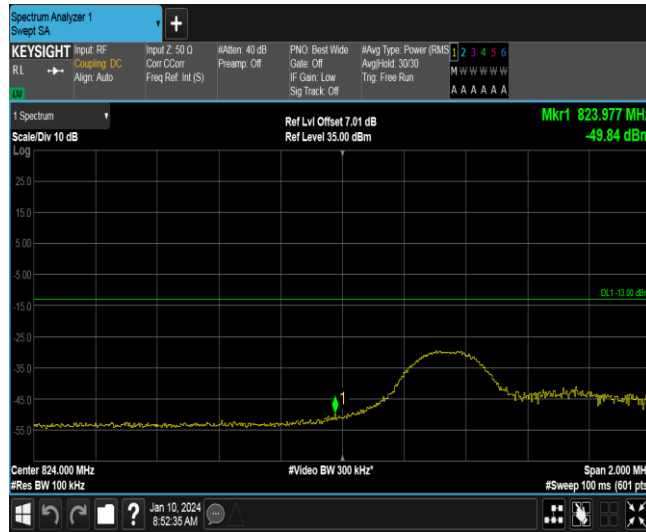 Spectrum Analyzer 1
Swept SA
+
KEYSIGHT
RL
LXI
Input: RF
Coupling: DC
Align: Auto
Input Z: 50 Ω
Corr CCorr
Freq Ref: Int (S)
#Atten: 40 dB
Preamp: Off
PNO: Best Wide
Gate: Off
IF Gain: Low
Sig Track: Off
#Avg Type: Power (RMS
Avg|Hold: 30/30
Trig: Free Run
1 2 3 4 5 6
M W W W W W
A A A A A A
1 Spectrum
Scale/Div 10 dB
Log
Ref Lvl Offset 7.01 dB
Ref Level 35.00 dBm
Mkr1 823.977 MHz
-49.84 dBm
25.0
15.0
5.00
-5.00
-15.0
-25.0
-35.0
-45.0
-55.0
DL1 -13.00 dBm
1
Center 824.000 MHz
#Res BW 100 kHz
#Video BW 300 kHz*
Span 2.000 MHz
#Sweep 100 ms (601 pts)
?
Jan 10, 2024
8:52:35 AM